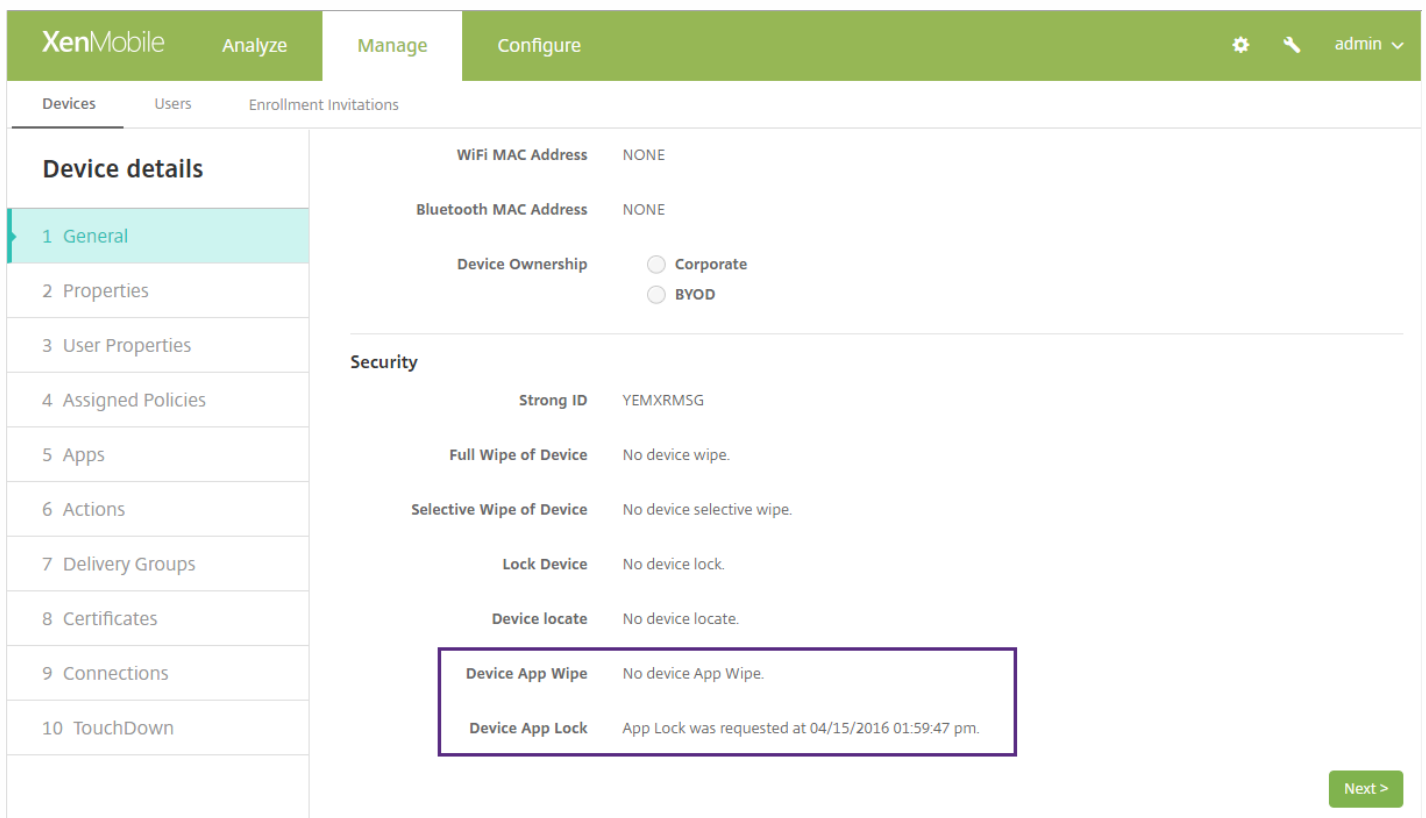 XenMobile Analyze Manage Configure admin
Devices Users Enrollment Invitations
Device details
1 General
2 Properties
3 User Properties
4 Assigned Policies
5 Apps
6 Actions
7 Delivery Groups
8 Certificates
9 Connections
10 TouchDown
WiFi MAC Address NONE
Bluetooth MAC Address NONE
Device Ownership Corporate
BYOD
Security
Strong ID YEMXRMSG
Full Wipe of Device No device wipe.
Selective Wipe of Device No device selective wipe.
Lock Device No device lock.
Device locate No device locate.
Device App Wipe No device App Wipe.
Device App Lock App Lock was requested at 04/15/2016 01:59:47 pm.
Next >